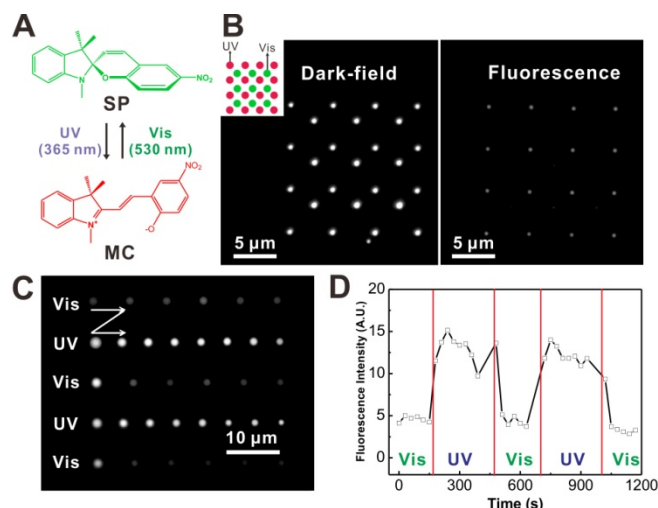 A
NO₂
N
O
SP
UV
(365 nm)
Vis
(530 nm)
NO₂
N⁺
⁻O
MC
B
UV
Vis
Dark-field
5 μm
Fluorescence
5 μm
C
Vis
UV
Vis
UV
Vis
10 μm
D
Fluorescence Intensity (A.U.)
20
15
10
5
0
Vis
UV
Vis
UV
Vis
0
300
600
900
1200
Time (s)